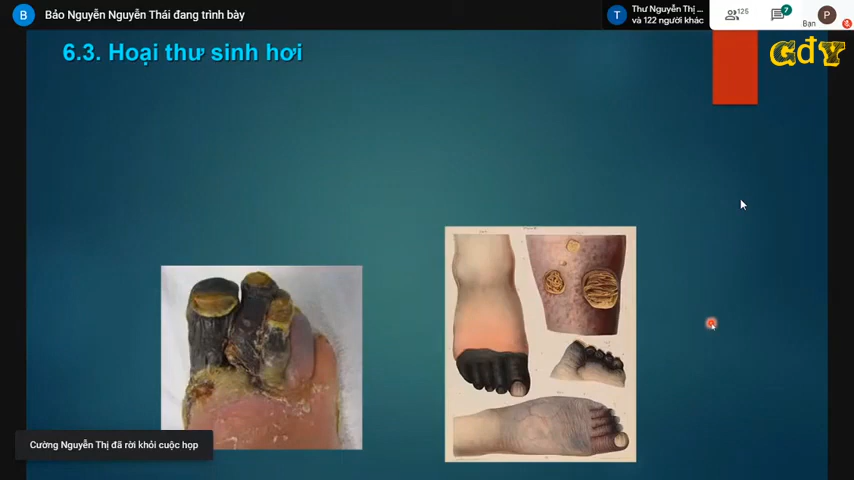 B
Bảo Nguyễn Nguyễn Thái đang trình bày
T
Thư Nguyễn Thị ...
và 122 người khác
125
7
Bạn
P
6.3. Hoại thư sinh hơi
GđY
Cường Nguyễn Thị đã rời khỏi cuộc họp